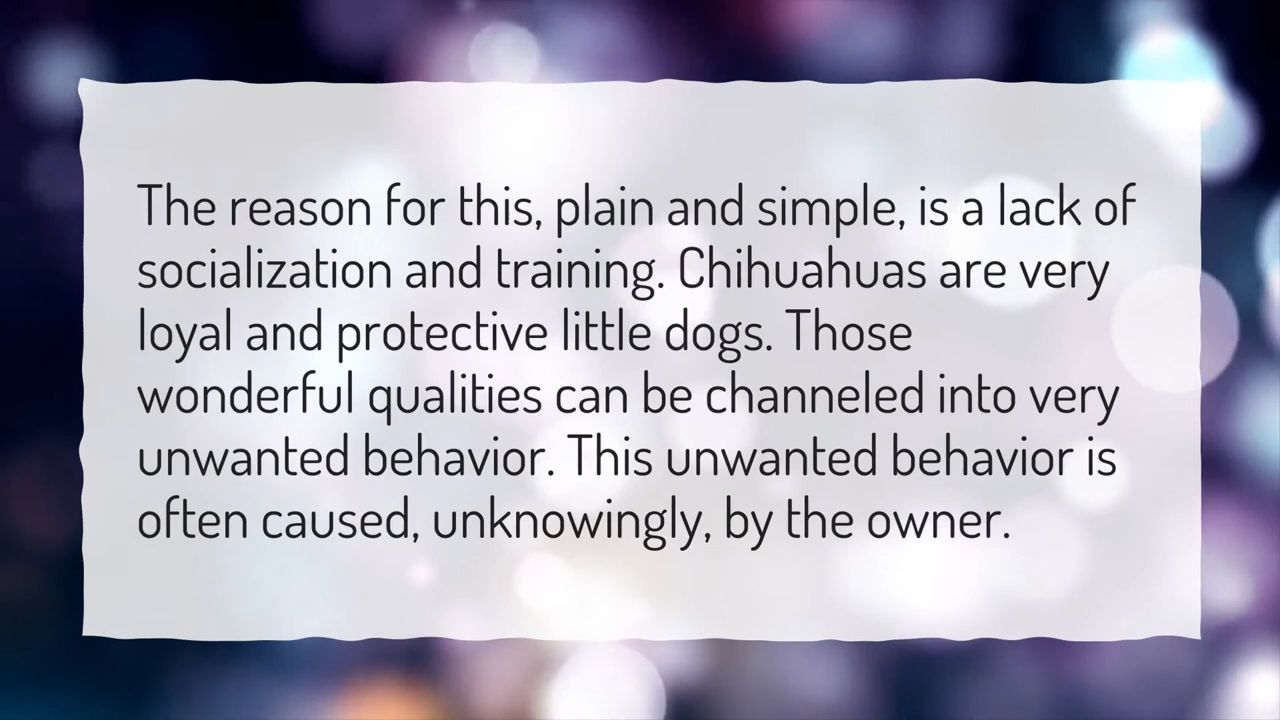 The reason for this, plain and simple, is a lack of
socialization and training. Chihuahuas are very
loyal and protective little dogs. Those
wonderful qualities can be channeled into very
unwanted behavior. This unwanted behavior is
often caused, unknowingly, by the owner.